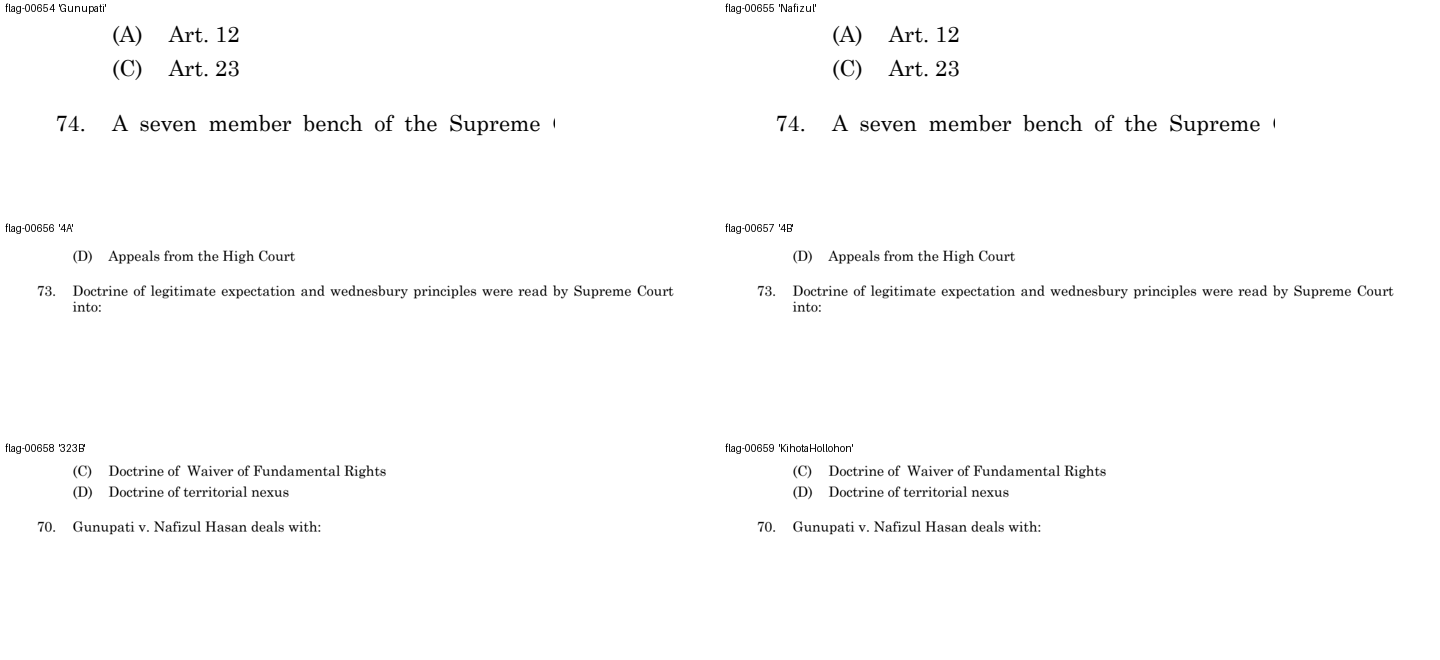 flag-00654 'Gunupati'
(A) Art. 12
(C) Art. 23
74. A seven member bench of the Supreme
flag-00655 'Nafizul'
(A) Art. 12
(C) Art. 23
74. A seven member bench of the Supreme
flag-00656 '4A'
(D) Appeals from the High Court
73. Doctrine of legitimate expectation and wednesbury principles were read by Supreme Court
into:
flag-00657 '4B'
(D) Appeals from the High Court
73. Doctrine of legitimate expectation and wednesbury principles were read by Supreme Court
into:
flag-00658 '323B'
(C) Doctrine of Waiver of Fundamental Rights
(D) Doctrine of territorial nexus
70. Gunupati v. Nafizul Hasan deals with:
flag-00659 'KihotaHollohon'
(C) Doctrine of Waiver of Fundamental Rights
(D) Doctrine of territorial nexus
70. Gunupati v. Nafizul Hasan deals with: